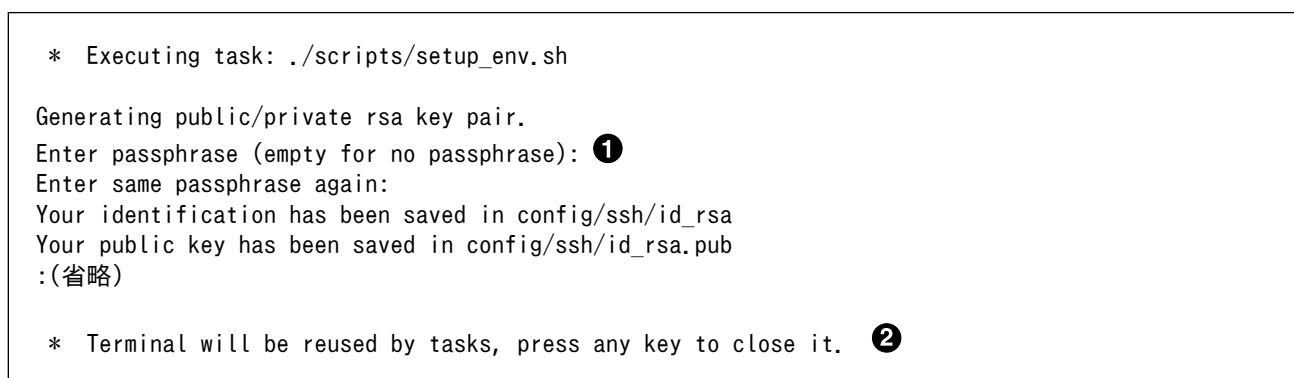 * Executing task: ./scripts/setup_env.sh
Generating public/private rsa key pair.
Enter passphrase (empty for no passphrase): ❶
Enter same passphrase again:
Your identification has been saved in config/ssh/id_rsa
Your public key has been saved in config/ssh/id_rsa.pub
:(省略)
* Terminal will be reused by tasks, press any key to close it. ❷